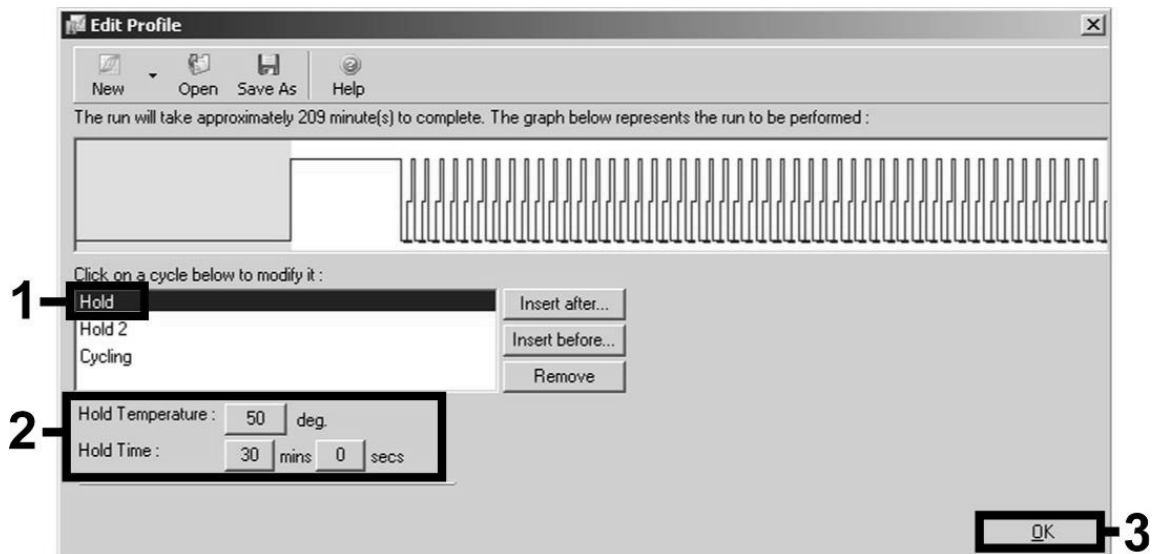 Edit Profile
New Open Save As Help
The run will take approximately 209 minute(s) to complete. The graph below represents the run to be performed :
Click on a cycle below to modify it :
1 Hold Insert after...
Hold 2 Insert before...
Cycling
Remove
2 Hold Temperature : 50 deg.
Hold Time : 30 mins 0 secs
OK 3